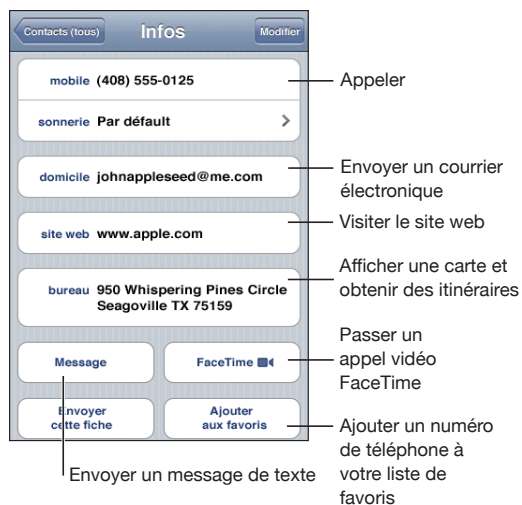 Contacts (tous) Infos Modifier
mobile (408) 555-0125
Appeler
sonnerie Par défaut
domicile johnappleseed@me.com
Envoyer un courrier
électronique
site web www.apple.com
Visiter le site web
bureau 950 Whispering Pines Circle
Seagoville TX 75159
Afficher une carte et
obtenir des itinéraires
Message
FaceTime
Passer un
appel vidéo
FaceTime
Envoyer
cette fiche
Ajouter
aux favoris
Ajouter un numéro
de téléphone à
votre liste de
favoris
Envoyer un message de texte